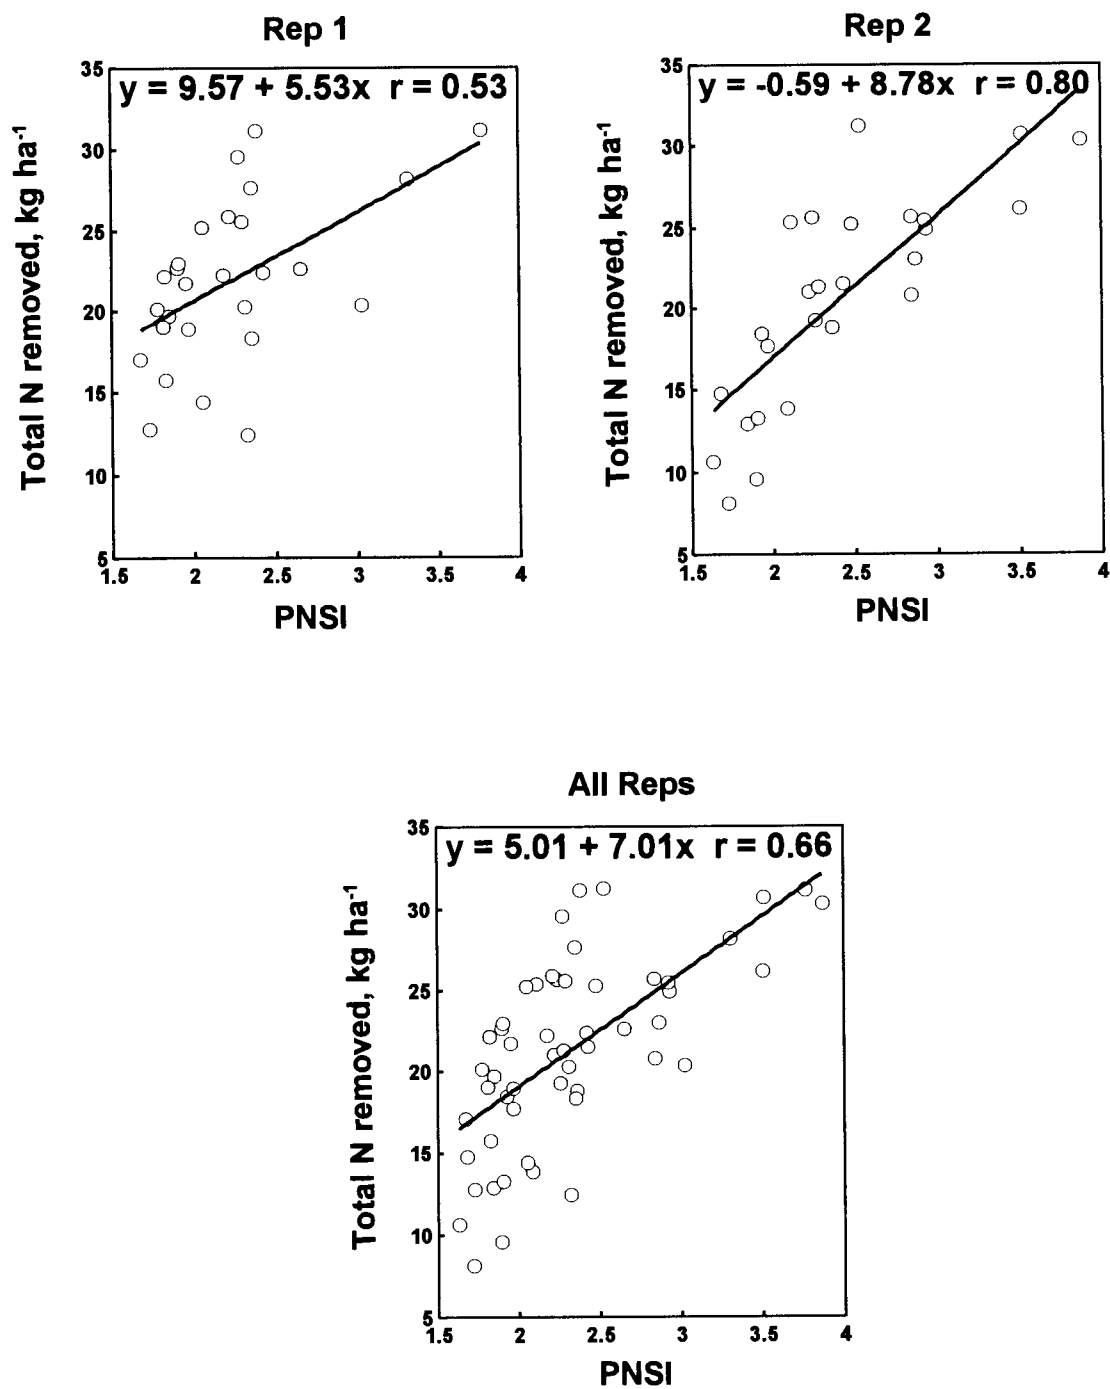 Rep 1
y = 9.57 + 5.53x r = 0.53
Total N removed, kg ha⁻¹
35
30
25
20
15
10
5
1.5 2 2.5 3 3.5 4
PNSI
Rep 2
y = -0.59 + 8.78x r = 0.80
Total N removed, kg ha⁻¹
35
30
25
20
15
10
5
1.5 2 2.5 3 3.5 4
PNSI
All Reps
y = 5.01 + 7.01x r = 0.66
Total N removed, kg ha⁻¹
35
30
25
20
15
10
5
1.5 2 2.5 3 3.5 4
PNSI